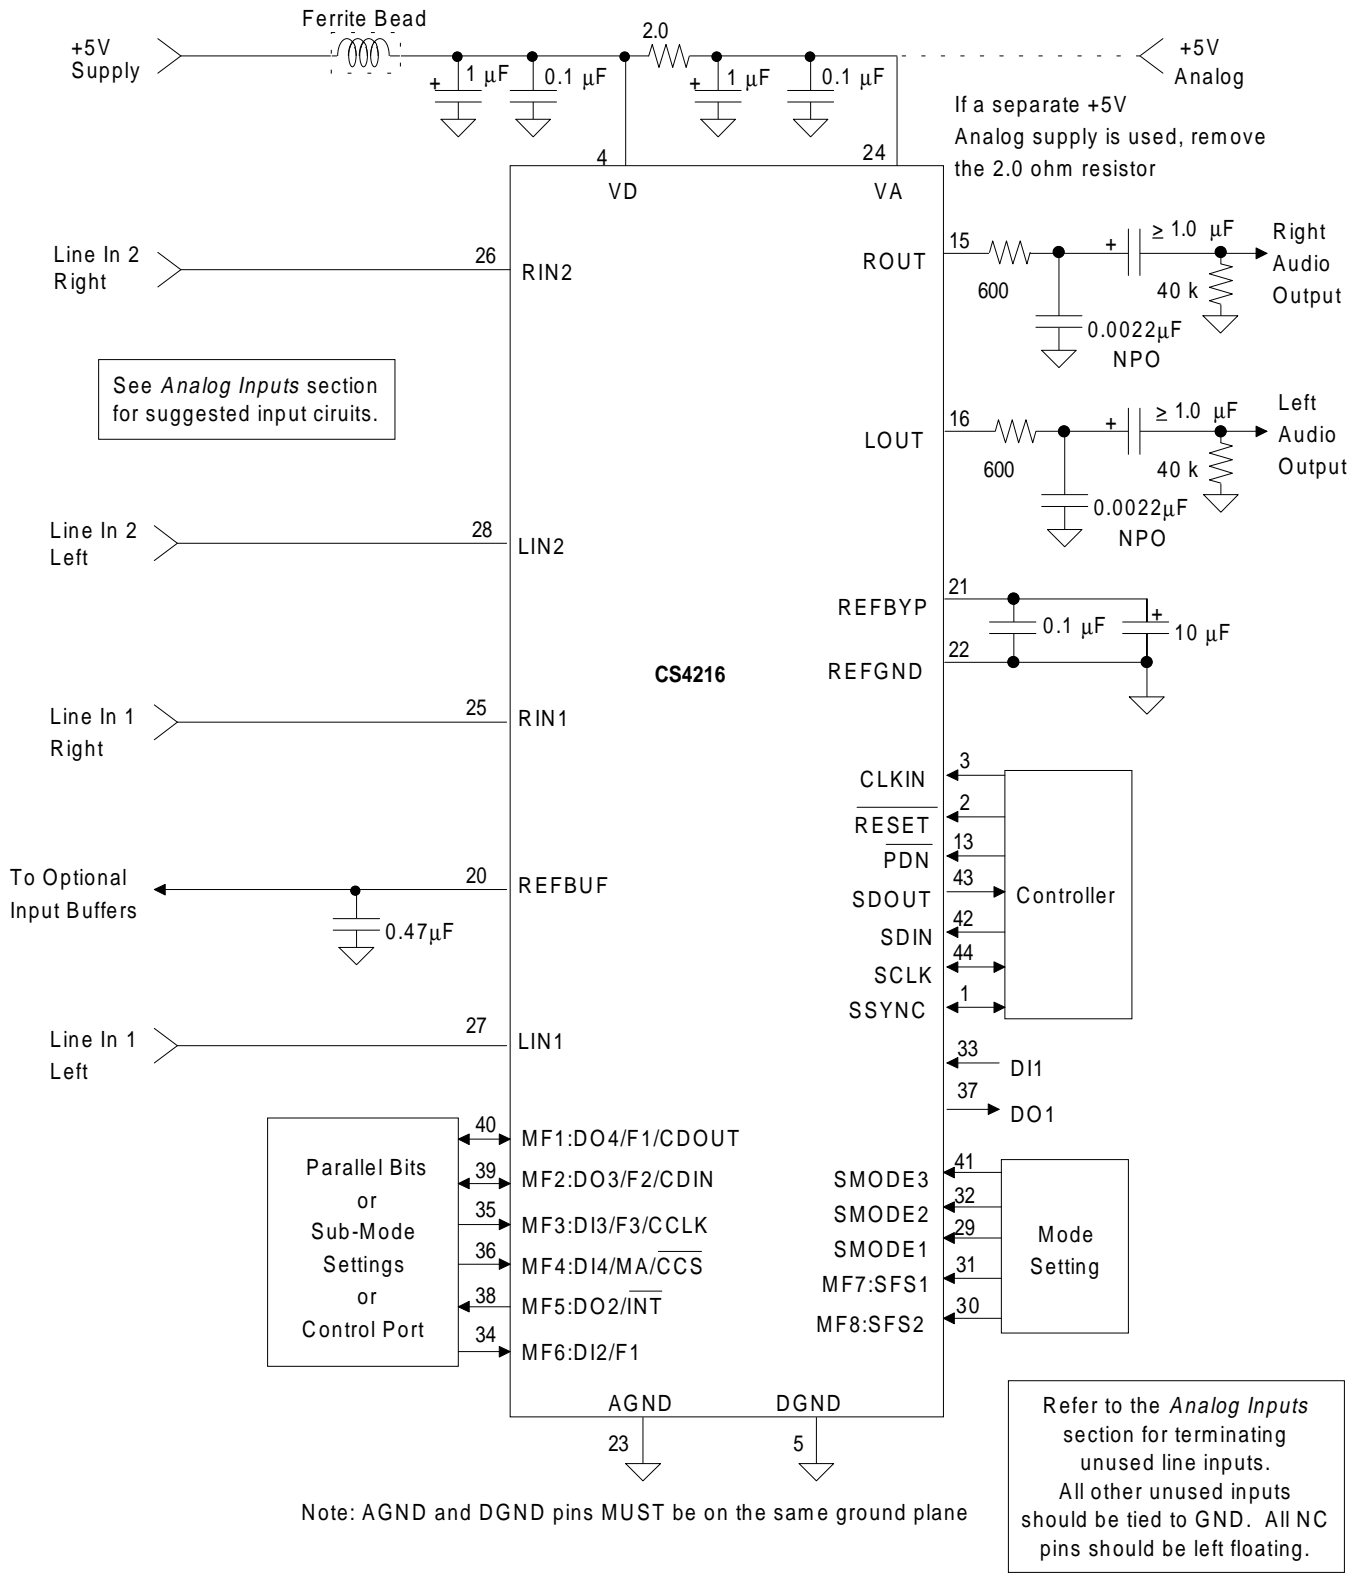 Ferrite Bead
+5V
Supply
+
1 µF
0.1 µF
2.0
+
1 µF
0.1 µF
+5V
Analog
If a separate +5V
Analog supply is used, remove
the 2.0 ohm resistor
4
24
VD
VA
Line In 2
Right
26
RIN2
ROUT
15
600
+
≥ 1.0 µF
40 k
0.0022µF
NPO
Right
Audio
Output
See Analog Inputs section
for suggested input ciruits.
LOUT
16
600
+
≥ 1.0 µF
40 k
0.0022µF
NPO
Left
Audio
Output
Line In 2
Left
28
LIN2
REFBYP
21
0.1 µF
+
10 µF
REFGND
22
CS4216
Line In 1
Right
25
RIN1
CLKIN
3
RESET
2
PDN
13
SDOUT
43
SDIN
42
SCLK
44
SSYNC
1
Controller
To Optional
Input Buffers
20
REFBUF
0.47µF
Line In 1
Left
27
LIN1
33
DI1
37
DO1
Parallel Bits
or
Sub-Mode
Settings
or
Control Port
40
MF1:DO4/F1/CDOUT
39
MF2:DO3/F2/CDIN
35
MF3:DI3/F3/CCLK
36
MF4:DI4/MA/CCS
38
MF5:DO2/INT
34
MF6:DI2/F1
SMODE3
41
SMODE2
32
SMODE1
29
MF7:SFS1
31
MF8:SFS2
30
Mode
Setting
AGND
DGND
23
5
Note: AGND and DGND pins MUST be on the same ground plane
Refer to the Analog Inputs
section for terminating
unused line inputs.
All other unused inputs
should be tied to GND. All NC
pins should be left floating.